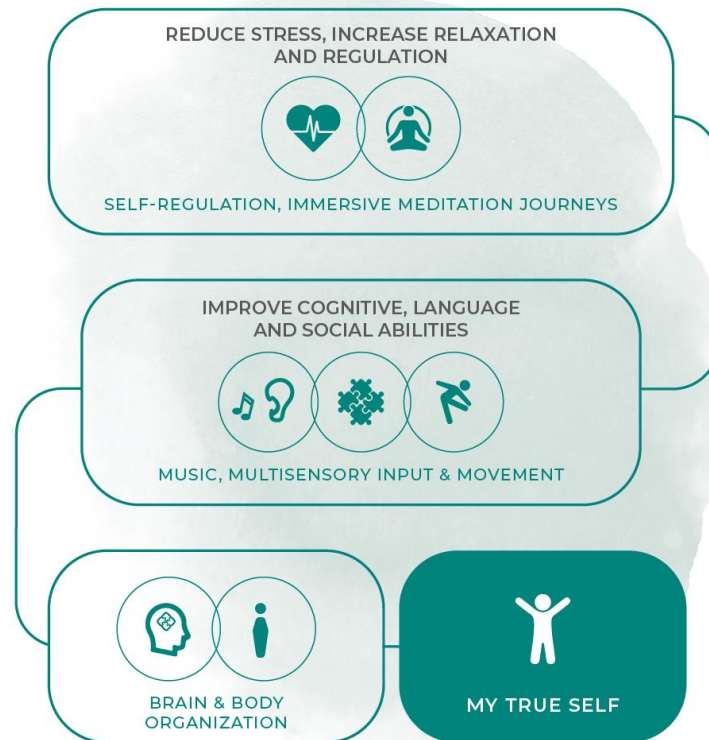 REDUCE STRESS, INCREASE RELAXATION
AND REGULATION
SELF-REGULATION, IMMERSIVE MEDITATION JOURNEYS
IMPROVE COGNITIVE, LANGUAGE
AND SOCIAL ABILITIES
MUSIC, MULTISENSORY INPUT & MOVEMENT
BRAIN & BODY
ORGANIZATION
MY TRUE SELF